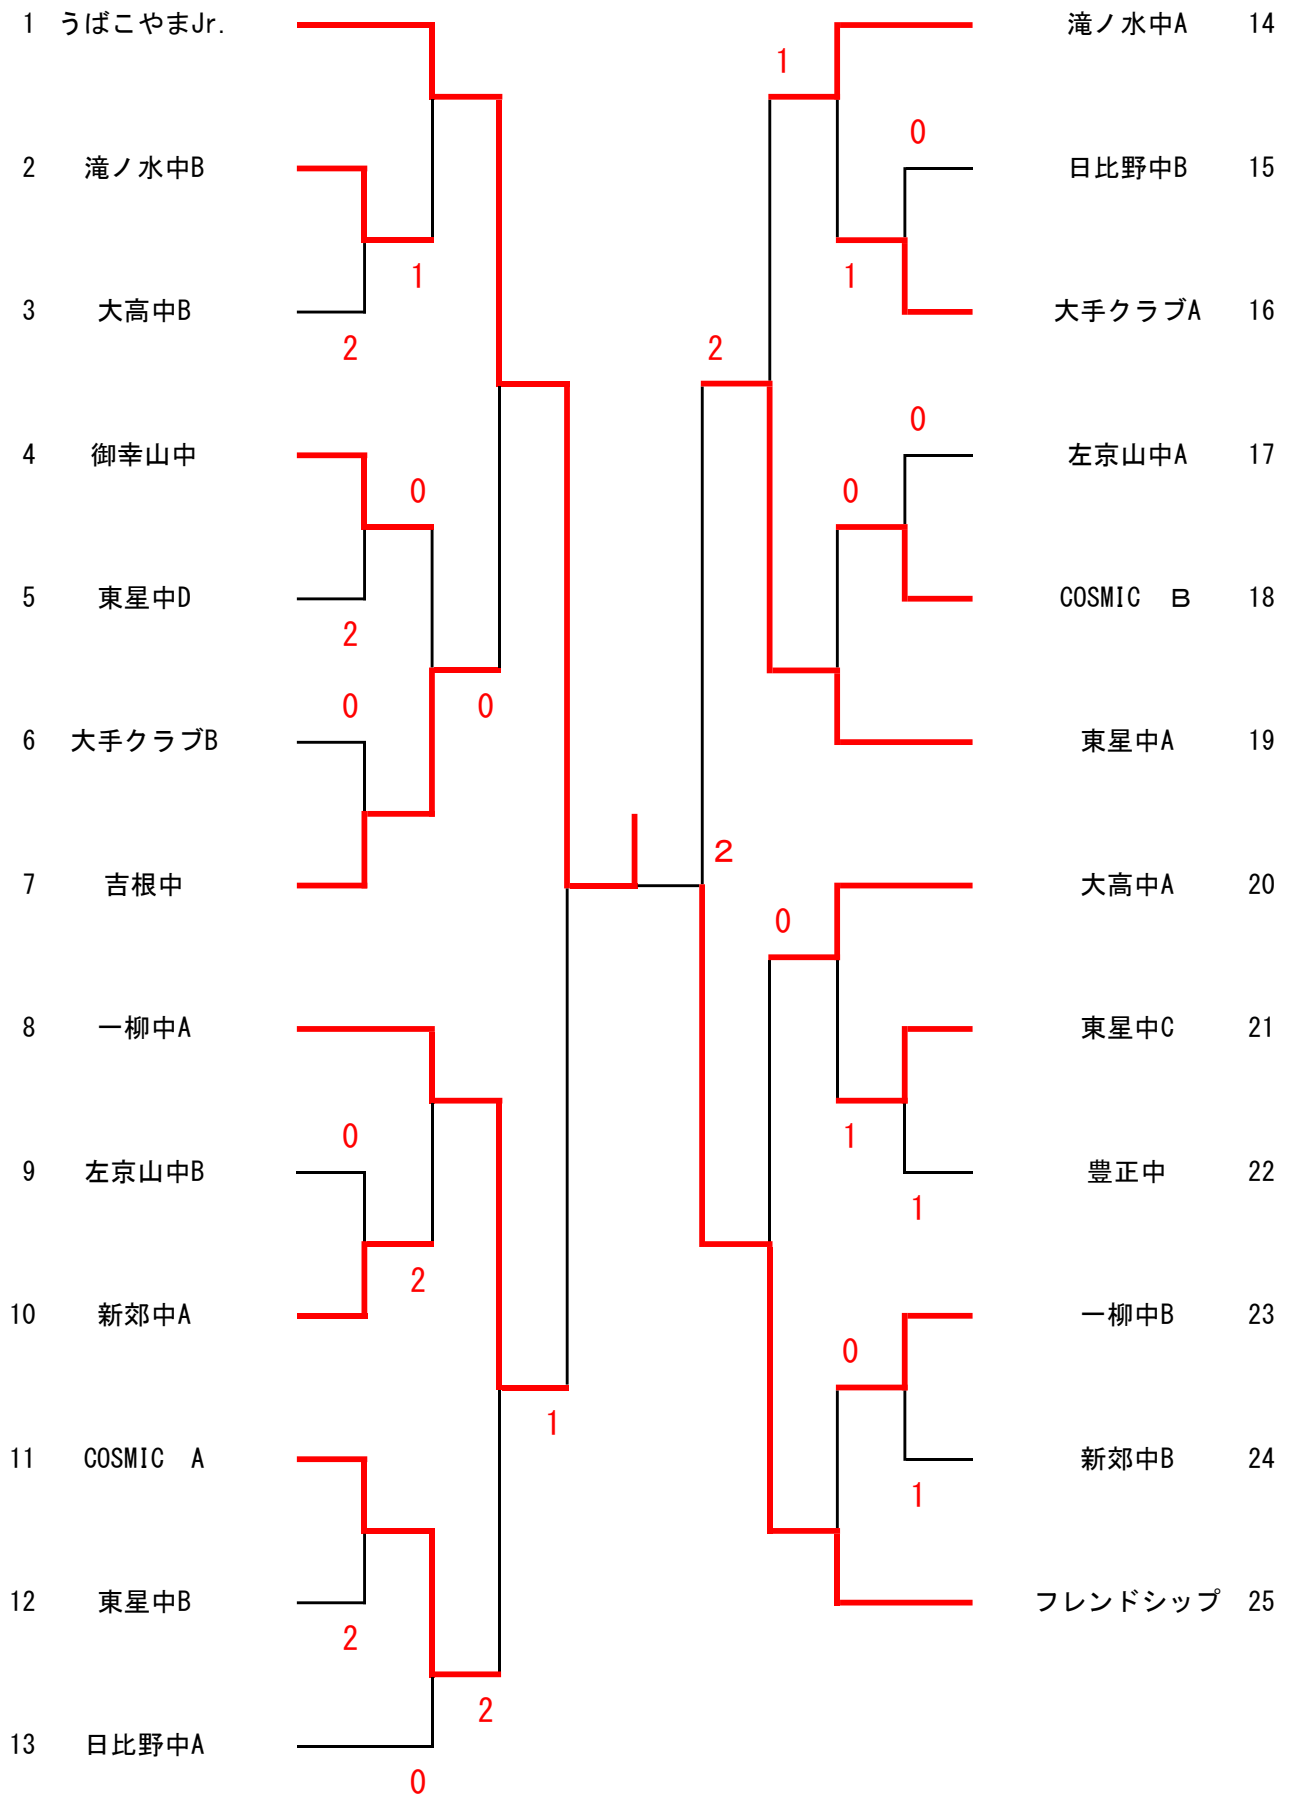 1 うばこやまJr.
2 滝ノ水中B
1
3 大高中B
2
4 御幸山中
0
5 東星中D
2
0
0
6 大手クラブB
7 吉根中
8 一柳中A
0
9 左京山中B
2
10 新郊中A
1
11 COSMIC A
12 東星中B
2
2
13 日比野中A
0
滝ノ水中A 14
1
0
日比野中B 15
1
大手クラブA 16
2
0
左京山中A 17
0
COSMIC B 18
東星中A 19
2
大高中A 20
0
東星中C 21
1
豊正中 22
1
一柳中B 23
0
新郊中B 24
1
フレンドシップ 25